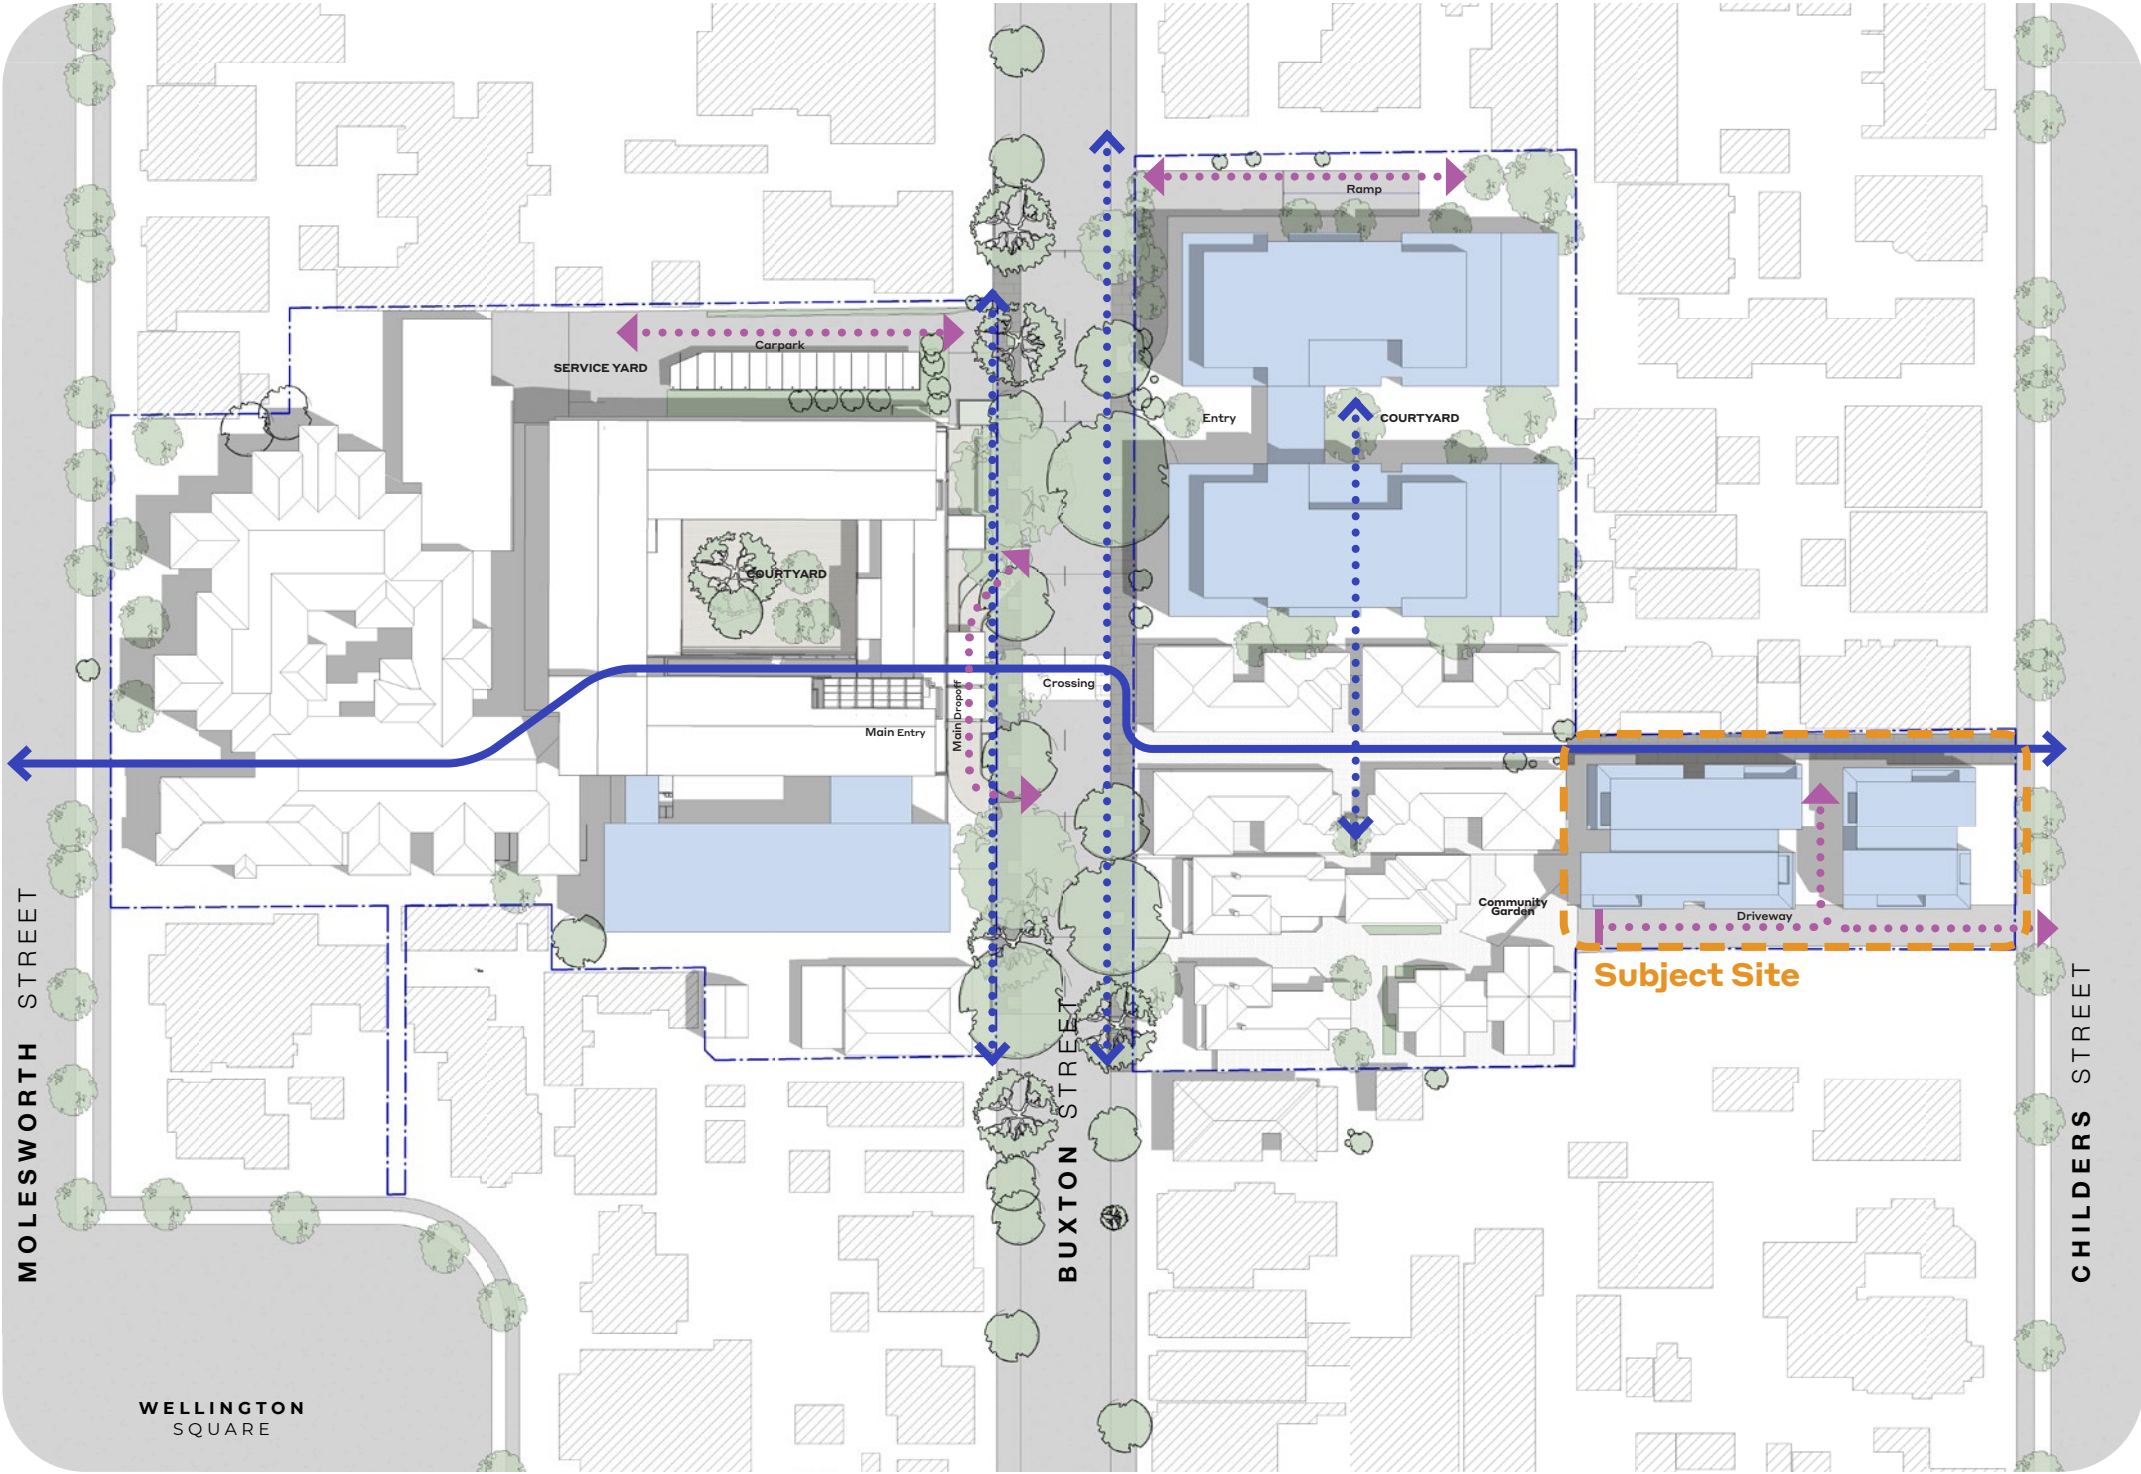 Ramp
Carpark
SERVICE YARD
Entry
COURTYARD
COURTYARD
Crossing
Main Dropoff
Main Entry
Community
Garden
Driveway
Subject Site
MOLESWORTH STREET
BUXTON STREET
CHILDERS STREET
WELLINGTON
SQUARE